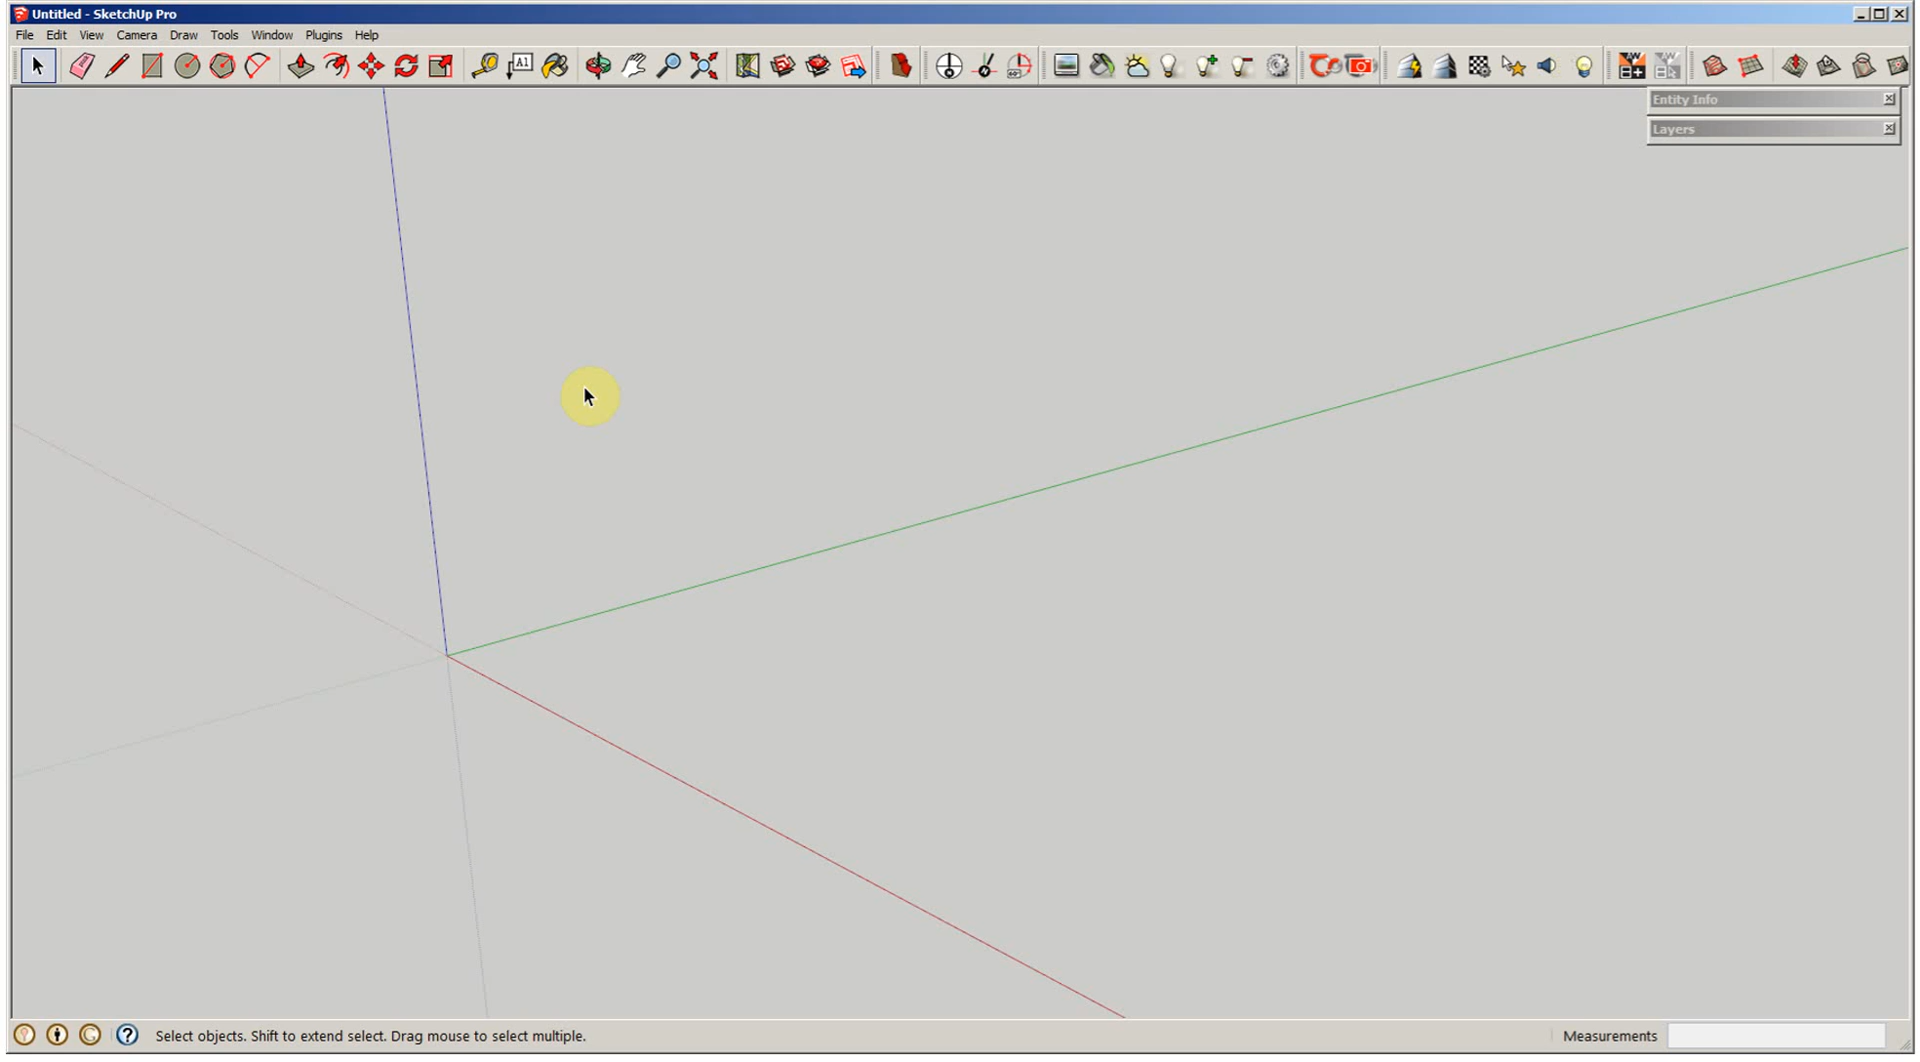 Untitled - SketchUp Pro
File Edit View Camera Draw Tools Window Plugins Help
A1
Entity Info
Layers
Select objects. Shift to extend select. Drag mouse to select multiple.
Measurements